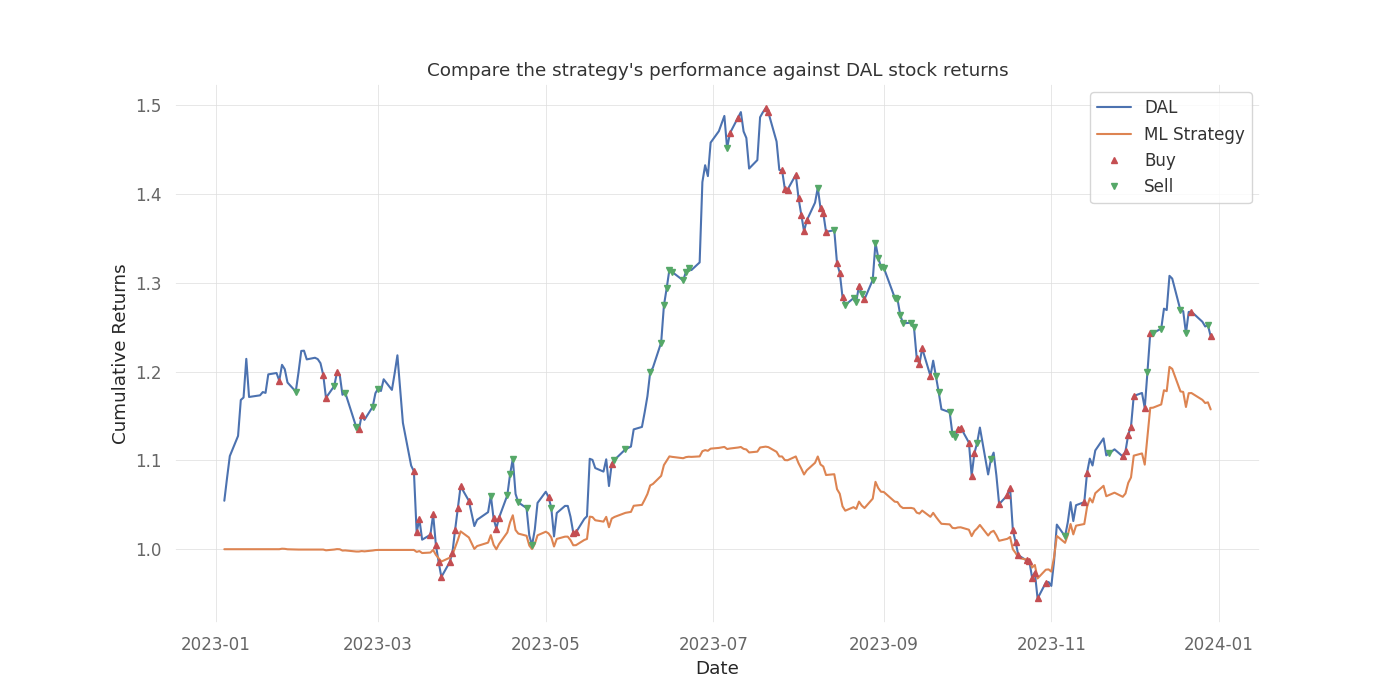 Compare the strategy's performance against DAL stock returns
DAL
ML Strategy
Buy
Sell
Cumulative Returns
1.5
1.4
1.3
1.2
1.1
1.0
2023-01
2023-03
2023-05
2023-07
2023-09
2023-11
2024-01
Date